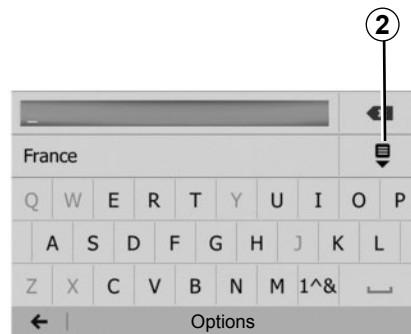 2
_
France
Q W E R T Y U I O P
A S D F G H J K L
Z X C V B N M 1^&
Options